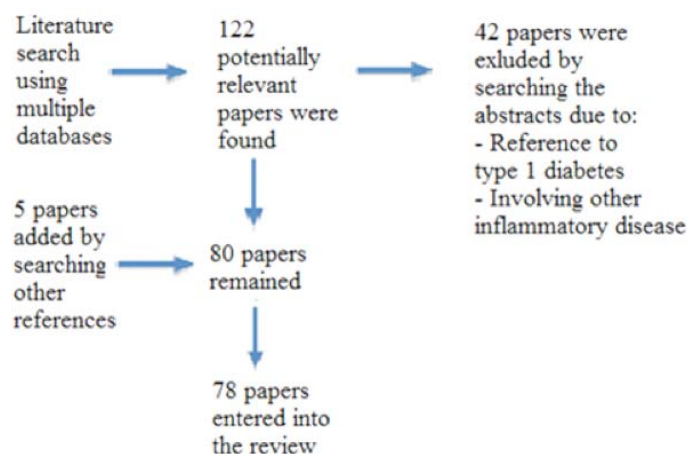 Literature
search
using
multiple
databases
122
potentially
relevant
papers were
found
42 papers were
exluded by
searching the
abstracts due to:
- Reference to
type 1 diabetes
- Involving other
inflammatory disease
5 papers
added by
searching
other
references
80 papers
remained
78 papers
entered into
the review